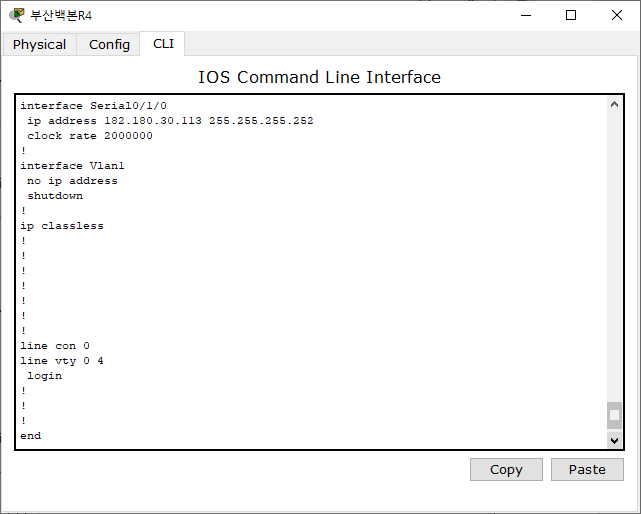 부산백본R4
Physical Config CLI
IOS Command Line Interface
interface Serial0/1/0
 ip address 182.180.30.113 255.255.255.252
 clock rate 2000000
!
interface Vlan1
 no ip address
 shutdown
!
ip classless
!
!
!
!
!
!
!
line con 0
line vty 0 4
 login
!
!
!
end
Copy Paste